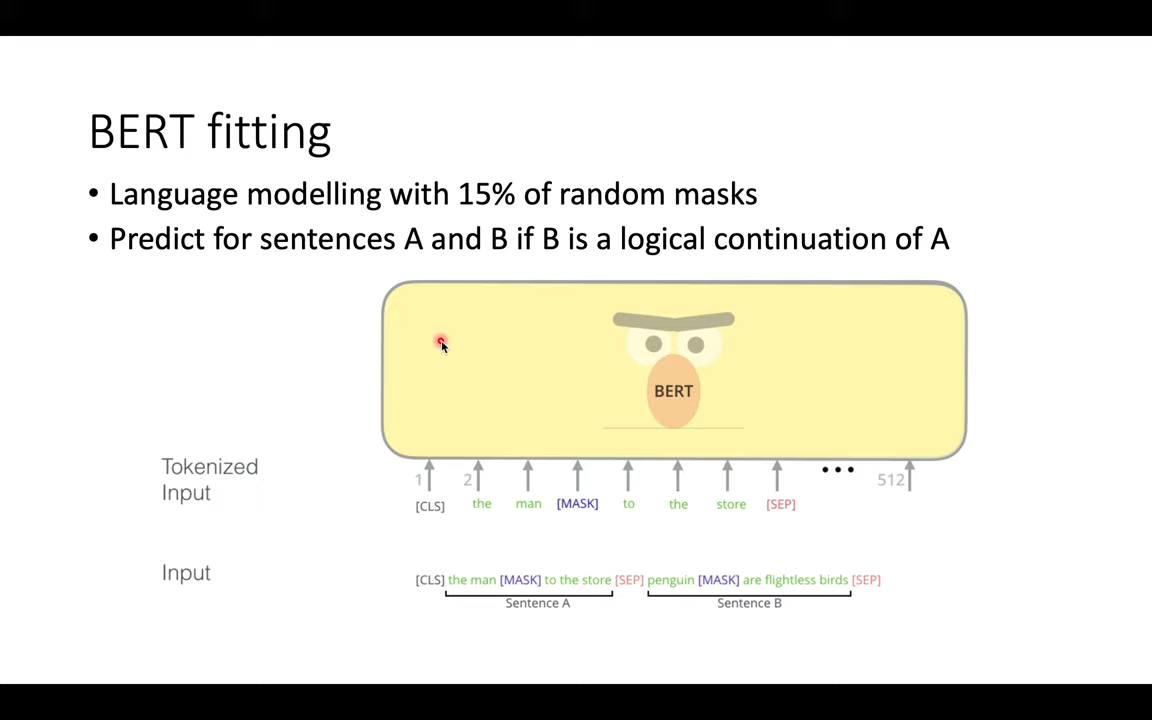 BERT fitting
• Language modelling with 15% of random masks
• Predict for sentences A and B if B is a logical continuation of A
BERT
Tokenized
Input
1 2 ••• 512
[CLS] the man [MASK] to the store [SEP]
Input
[CLS] the man [MASK] to the store [SEP] penguin [MASK] are flightless birds [SEP]
Sentence A Sentence B